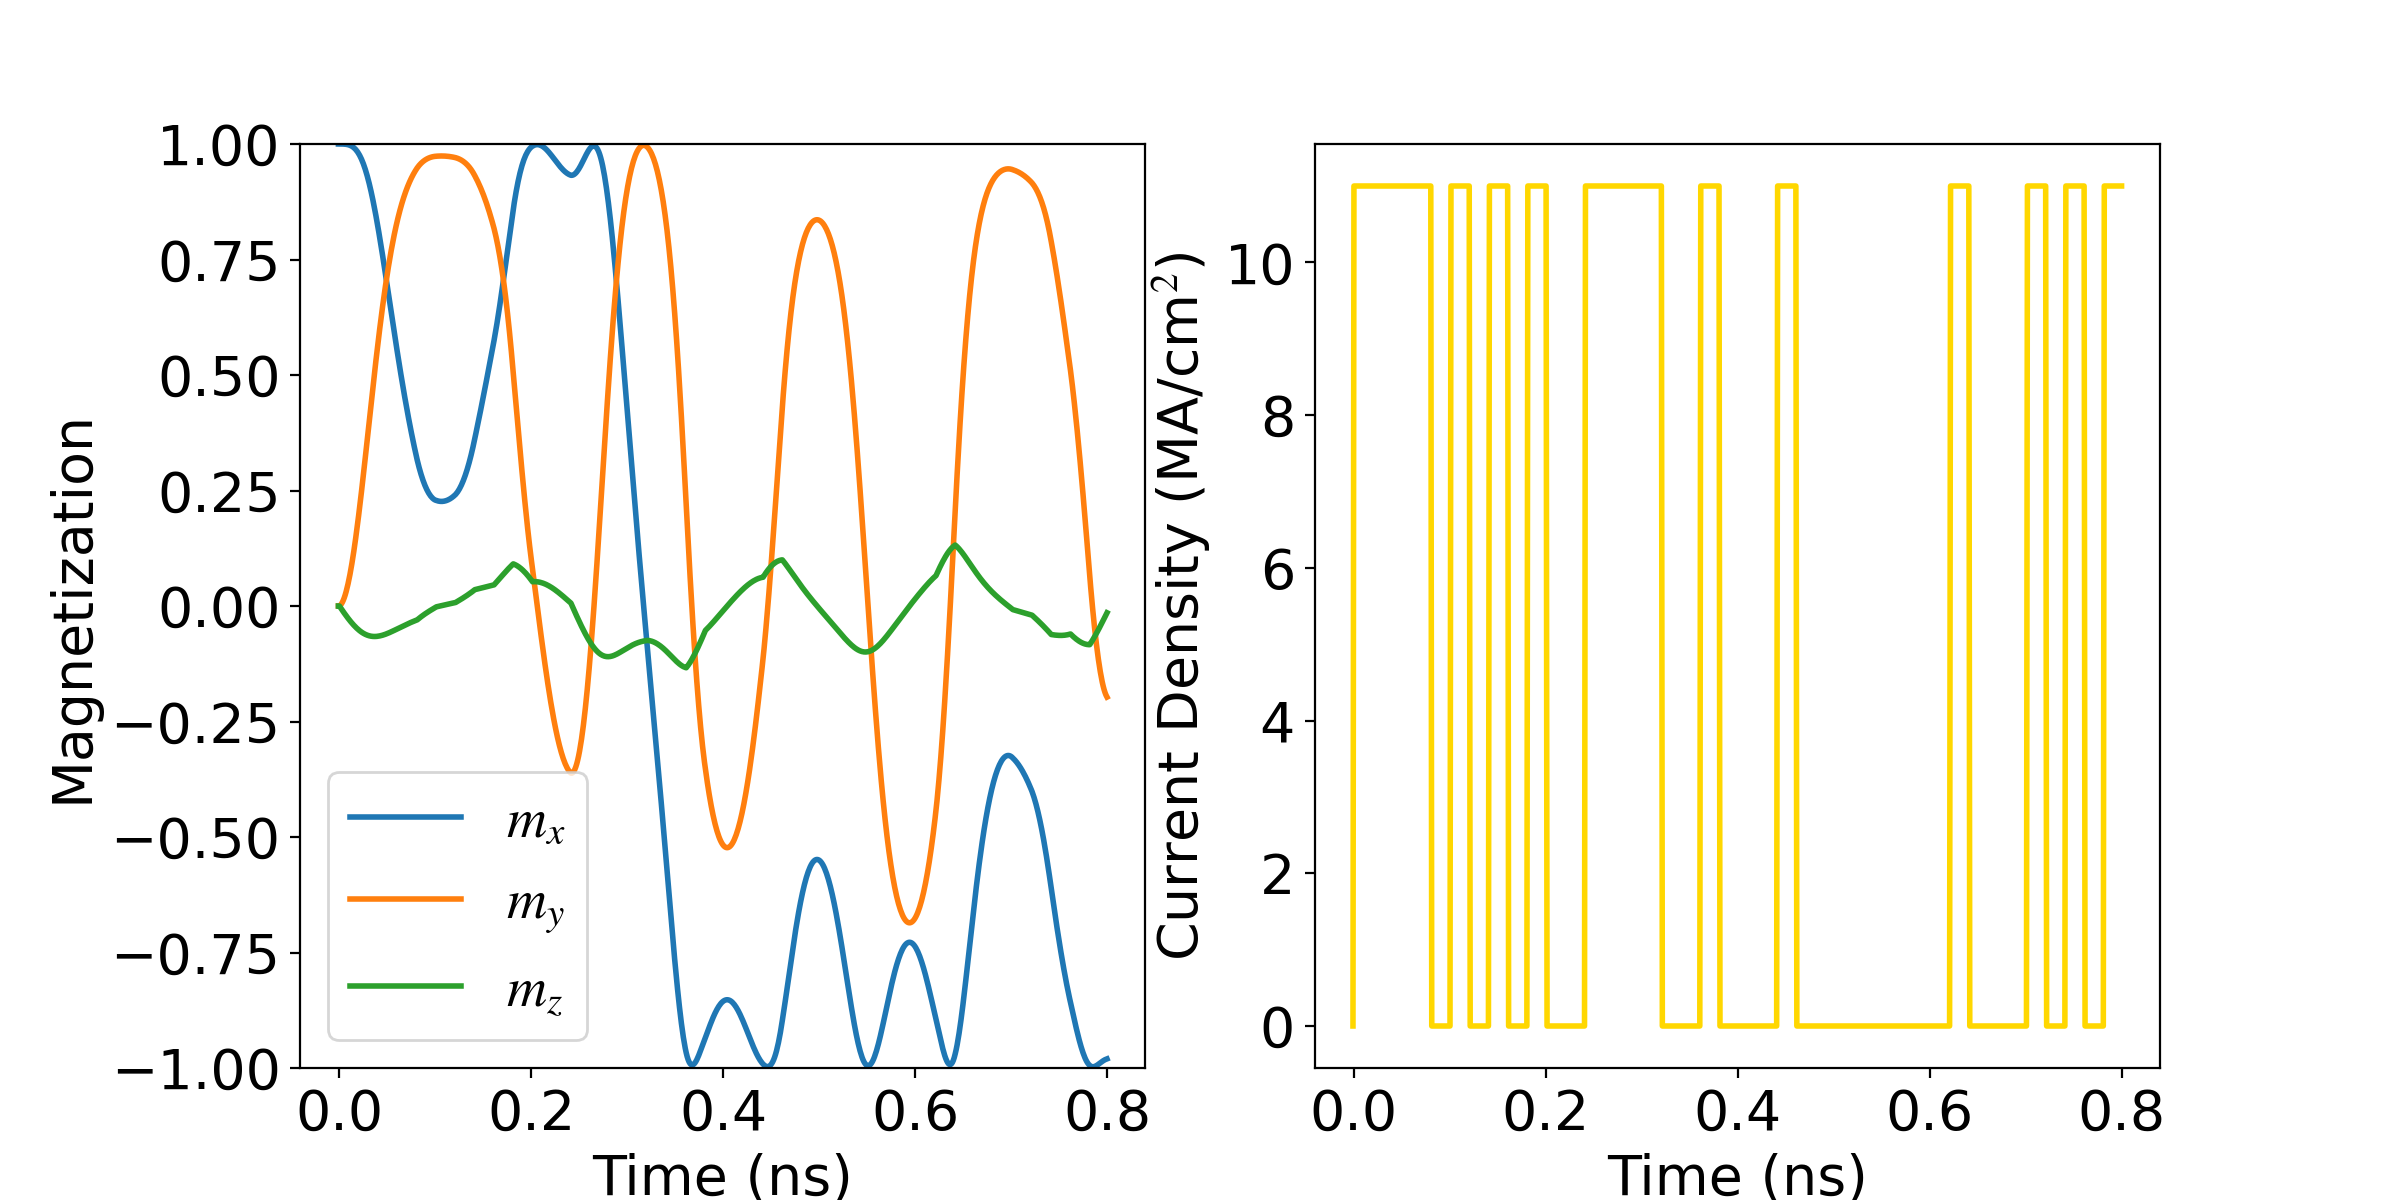 Magnetization
1.00
0.75
0.50
0.25
0.00
−0.25
−0.50
−0.75
−1.00
m_x
m_y
m_z
0.0 0.2 0.4 0.6 0.8
Time (ns)
Current Density (MA/cm²)
10
8
6
4
2
0
0.0 0.2 0.4 0.6 0.8
Time (ns)